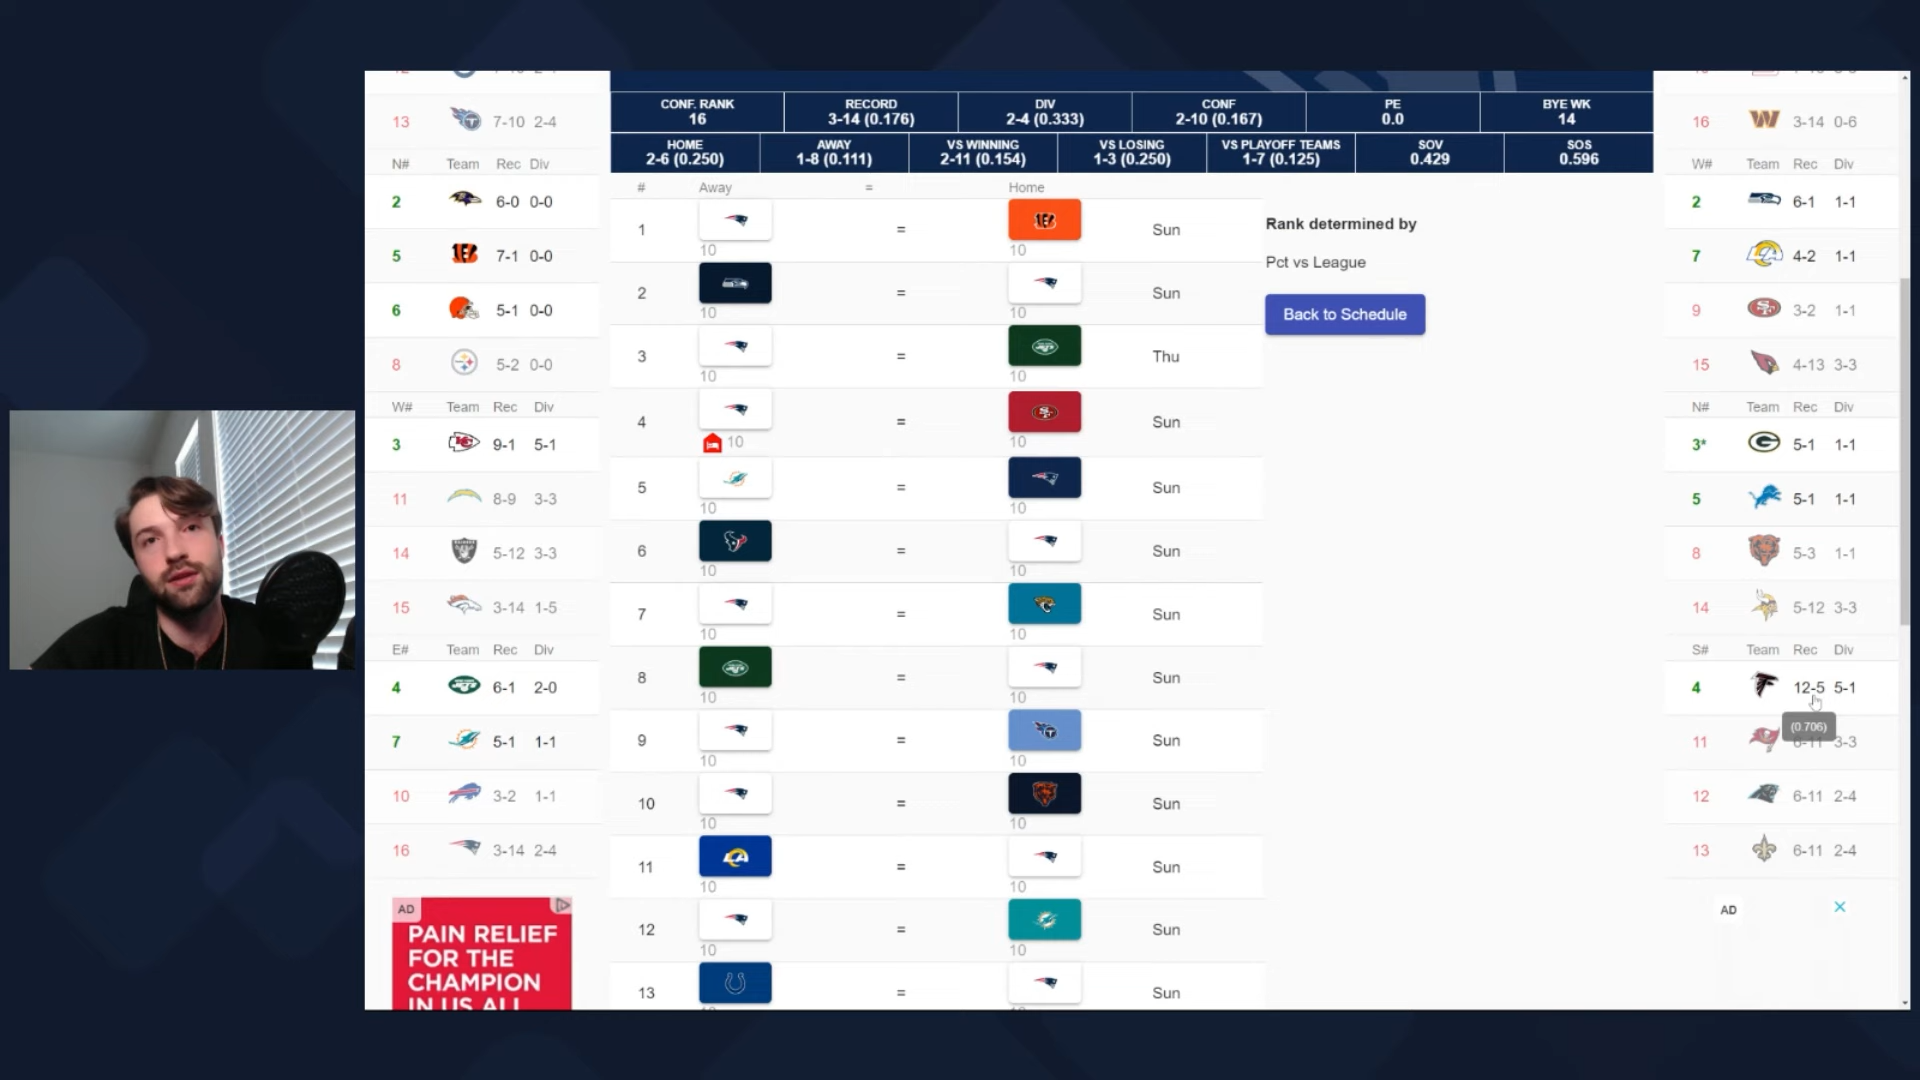 13 7-10 2-4
N# Team Rec Div
2 6-0 0-0
5 7-1 0-0
6 5-1 0-0
8 5-2 0-0
W# Team Rec Div
3 9-1 5-1
11 8-9 3-3
14 5-12 3-3
15 3-14 1-5
E# Team Rec Div
4 6-1 2-0
7 5-1 1-1
10 3-2 1-1
16 3-14 2-4
AD
PAIN RELIEF
FOR THE
CHAMPION
IN US ALL
CONF. RANK RECORD DIV CONF PE BYE WK
16 3-14 (0.176) 2-4 (0.333) 2-10 (0.167) 0.0 14
HOME AWAY VS WINNING VS LOSING VS PLAYOFF TEAMS SOV SOS
2-6 (0.250) 1-8 (0.111) 2-11 (0.154) 1-3 (0.250) 1-7 (0.125) 0.429 0.596
# Away = Home
1 = Sun
10 10
2 = Sun
10 10
3 = Thu
10 10
4 = Sun
10 10
5 = Sun
10 10
6 = Sun
10 10
7 = Sun
10 10
8 = Sun
10 10
9 = Sun
10 10
10 = Sun
10 10
11 = Sun
10 10
12 = Sun
10 10
13 = Sun
Rank determined by
Pct vs League
Back to Schedule
16 3-14 0-6
W# Team Rec Div
2 6-1 1-1
7 4-2 1-1
9 3-2 1-1
15 4-13 3-3
N# Team Rec Div
3* 5-1 1-1
5 5-1 1-1
8 5-3 1-1
14 5-12 3-3
S# Team Rec Div
4 12-5 5-1
(0.706)
11 6-11 3-3
12 6-11 2-4
13 6-11 2-4
AD